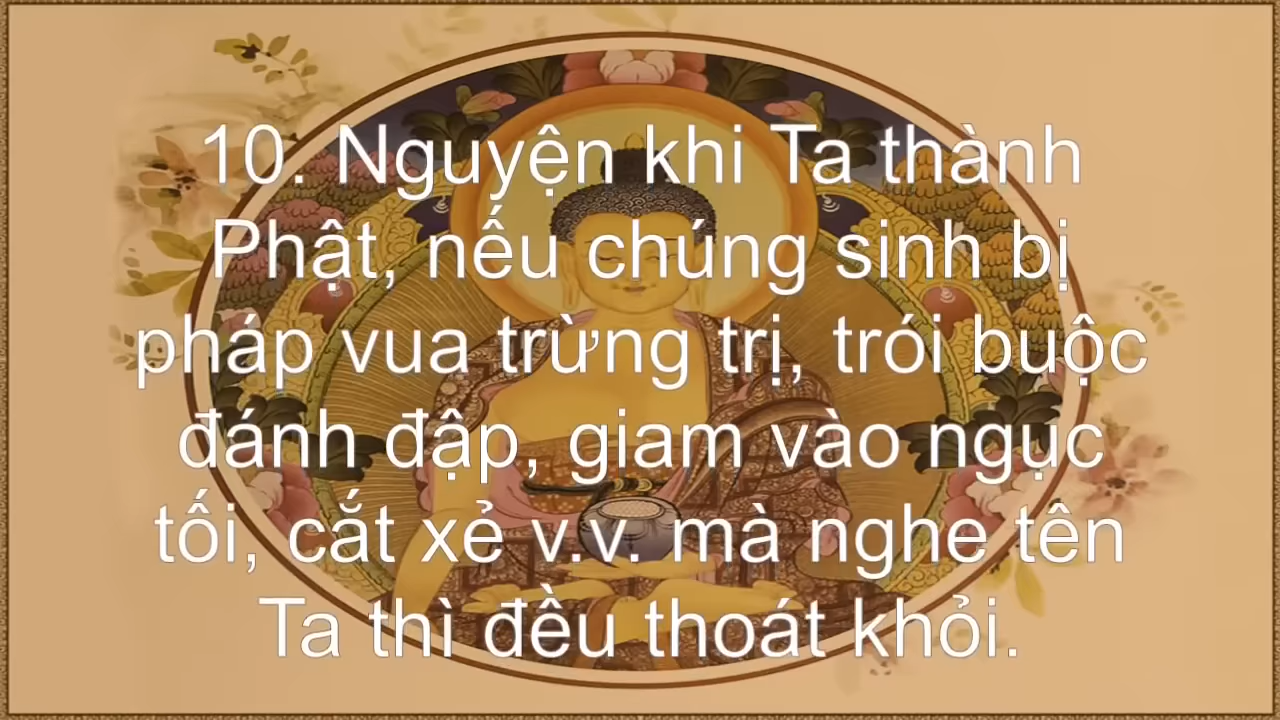 10. Nguyện khi Ta thành
Phật, nếu chúng sinh bị
pháp vua trừng trị, trói buộc
đánh đập, giam vào ngục
tối, cắt xẻ v.v. mà nghe tên
Ta thì đều thoát khỏi.